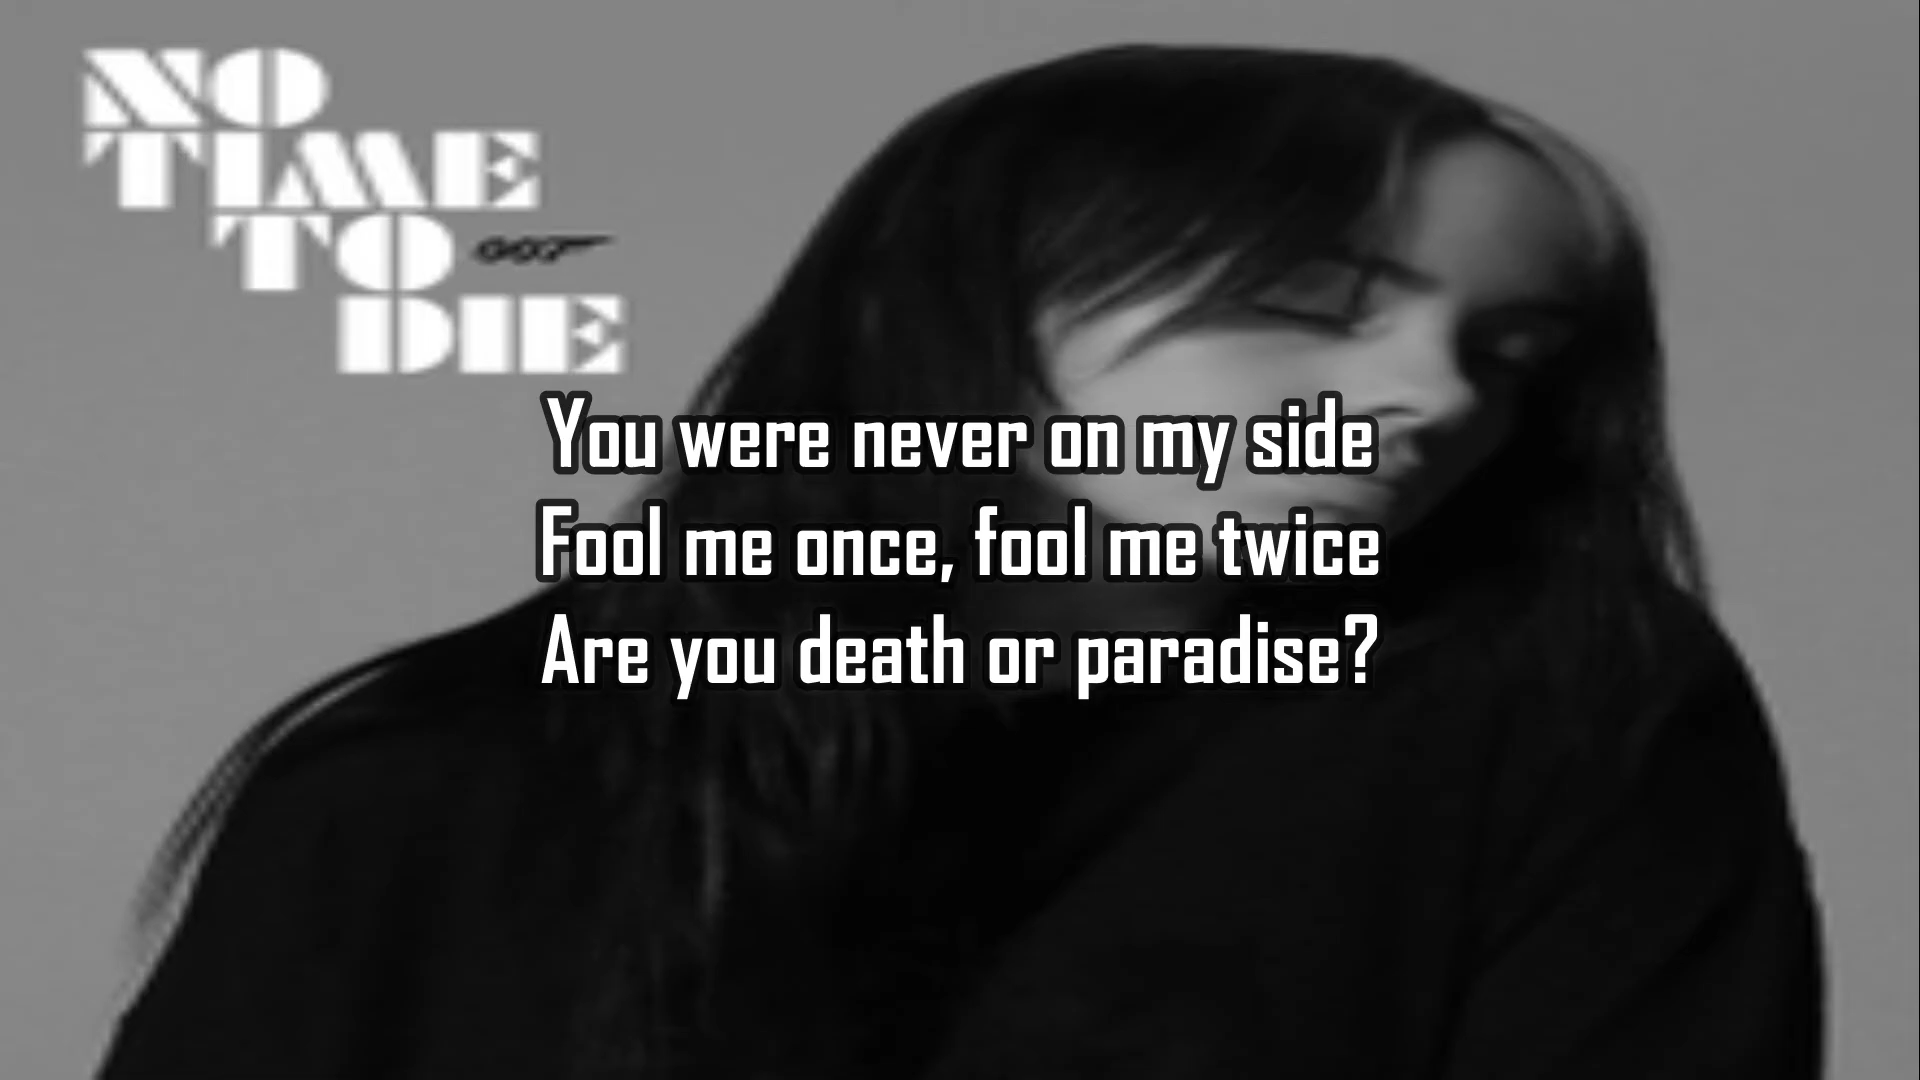 NO
TIME
TO 007
DIE
You were never on my side
Fool me once, fool me twice
Are you death or paradise?